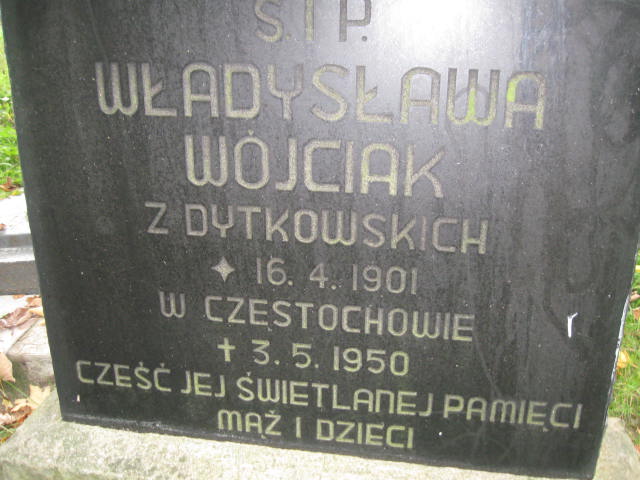 Ś.I P.
WŁADYSŁAWA
WÓJCIAK
Z DYTKOWSKICH
✦ 16. 4. 1901
W CZĘSTOCHOWIE
✝ 3. 5. 1950
CZEŚĆ JEJ ŚWIETLANEJ PAMIĘCI
MĄŻ I DZIECI